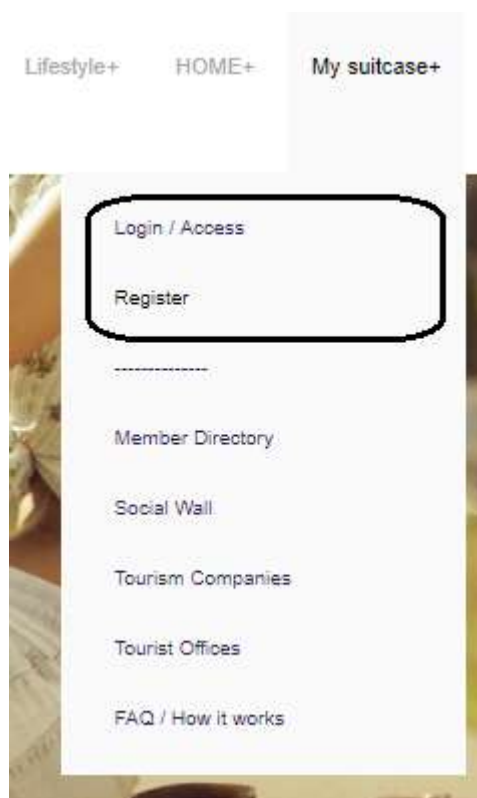 Lifestyle+ HOME+ My suitcase+
Login / Access
Register
--------------
Member Directory
Social Wall
Tourism Companies
Tourist Offices
FAQ / How it works